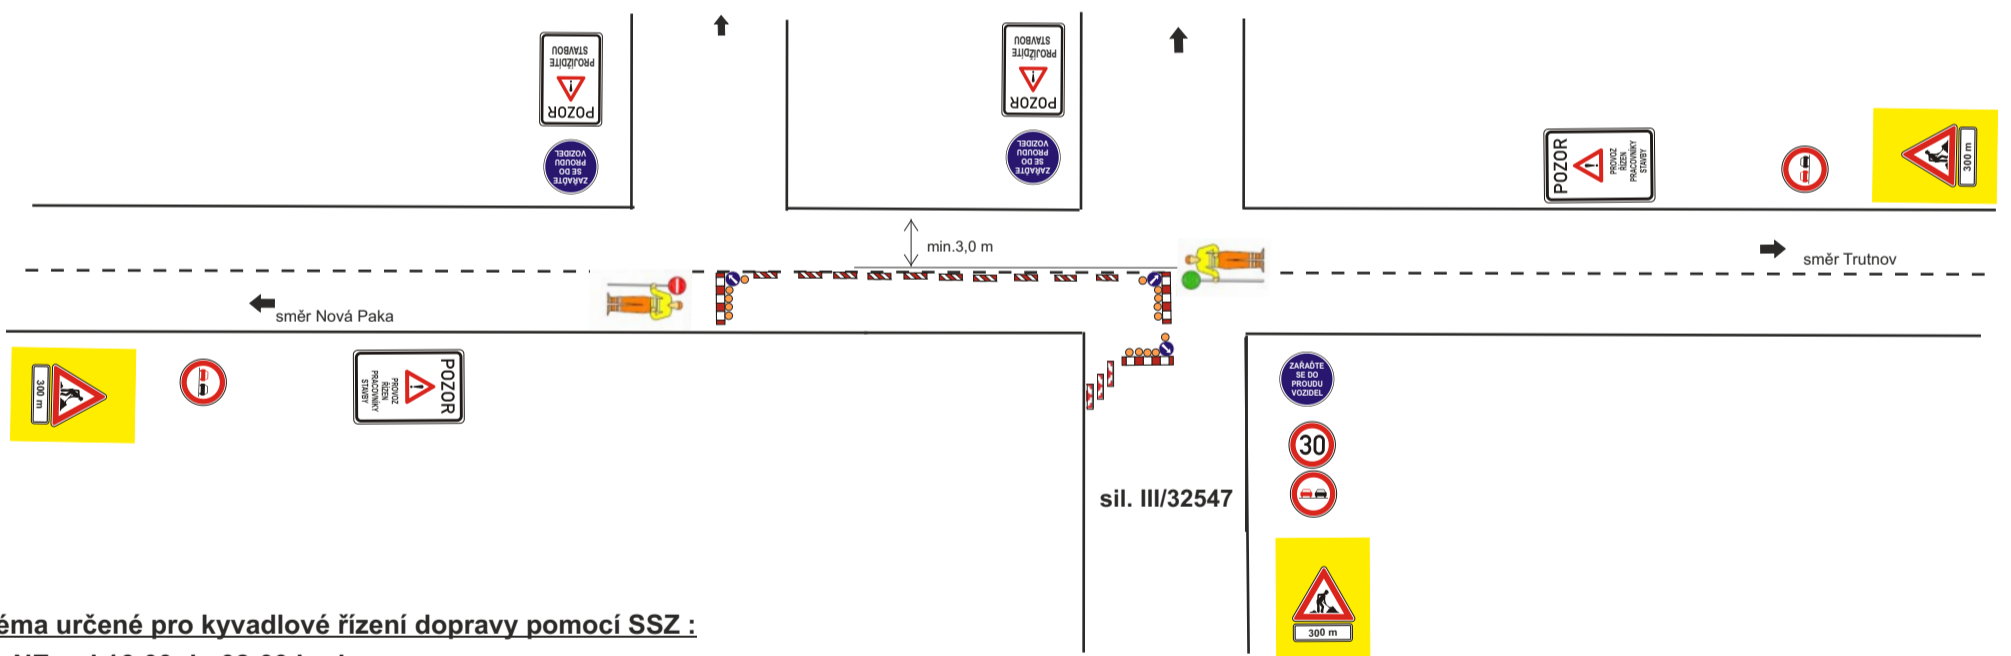 POZOR
PROJÍŽDÍTE
STAVBOU
ZAŘAĎTE
SE DO
PROUDU
VOZIDEL
POZOR
PROJÍŽDÍTE
STAVBOU
ZAŘAĎTE
SE DO
PROUDU
VOZIDEL
POZOR
PROVOZ
ŘÍZEN
PRACOVNÍKY
STAVBY
300 m
min.3,0 m
směr Trutnov
směr Nová Paka
300 m
POZOR
PROVOZ
ŘÍZEN
PRACOVNÍKY
STAVBY
ZAŘAĎTE
SE DO
PROUDU
VOZIDEL
30
sil. III/32547
300 m
éma určené pro kyvadlové řízení dopravy pomocí SSZ :